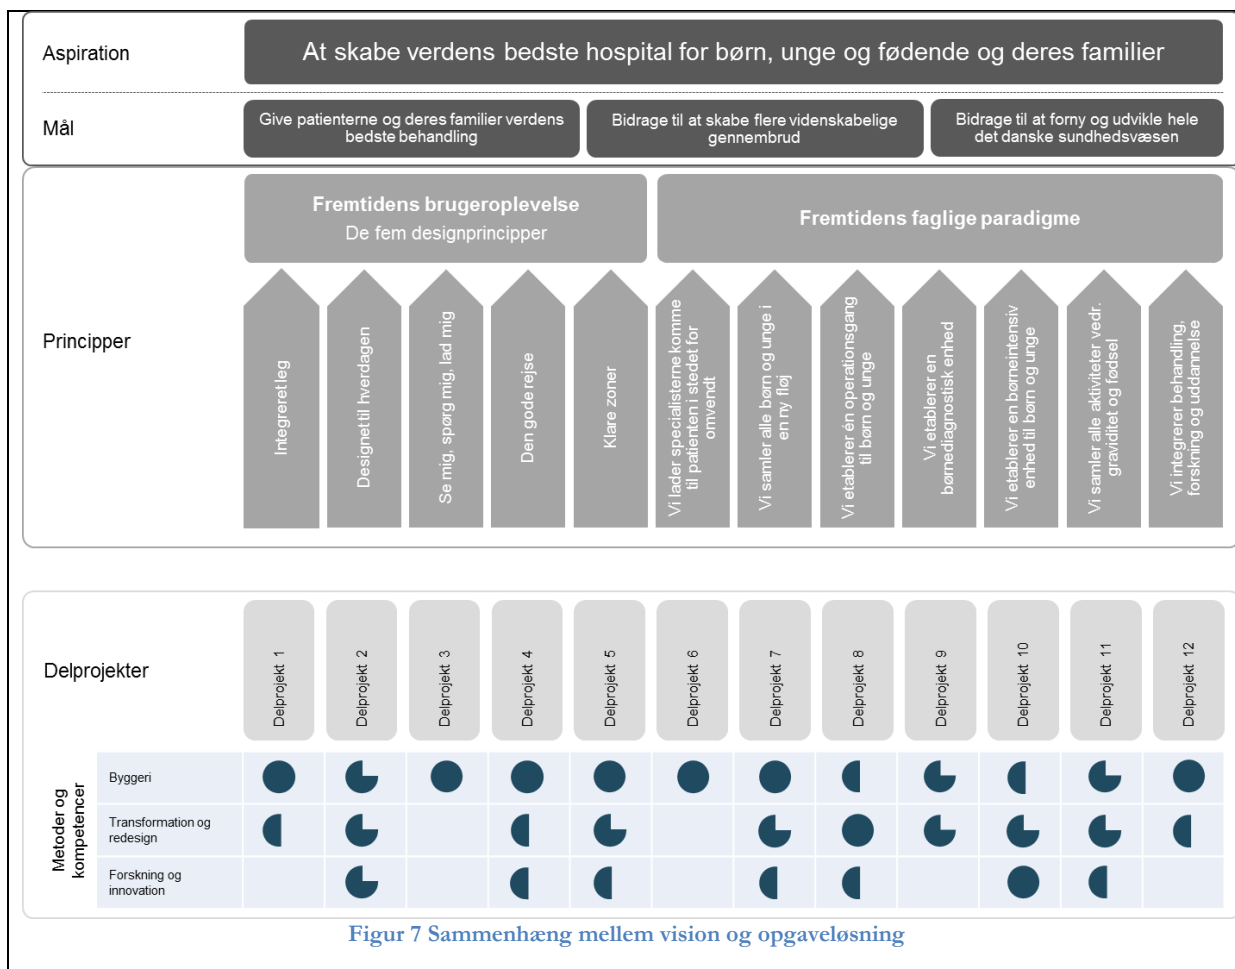 Aspiration
At skabe verdens bedste hospital for børn, unge og fødende og deres familier
Mål
Give patienterne og deres familier verdens
bedste behandling
Bidrage til at skabe flere videnskabelige
gennembrud
Bidrage til at forny og udvikle hele
det danske sundhedsvæsen
Fremtidens brugeroplevelse
De fem designprincipper
Fremtidens faglige paradigme
Principper
Integreret leg
Designet til hverdagen
Se mig, spørg mig, lad mig
Den gode rejse
Klare zoner
Vi lader specialisterne komme
til patienten i stedet for
omvendt
Vi samler alle børn og unge i
en ny fløj
Vi etablerer én operationsgang
til børn og unge
Vi etablerer en
børnediagnostisk enhed
Vi etablerer en børneintensiv
enhed til børn og unge
Vi samler alle aktiviteter vedr.
graviditet og fødsel
Vi integrerer behandling,
forskning og uddannelse
Delprojekter
Delprojekt 1
Delprojekt 2
Delprojekt 3
Delprojekt 4
Delprojekt 5
Delprojekt 6
Delprojekt 7
Delprojekt 8
Delprojekt 9
Delprojekt 10
Delprojekt 11
Delprojekt 12
Metoder og
kompetencer
Byggeri
Transformation og
redesign
Forskning og
innovation
Figur 7 Sammenhæng mellem vision og opgaveløsning